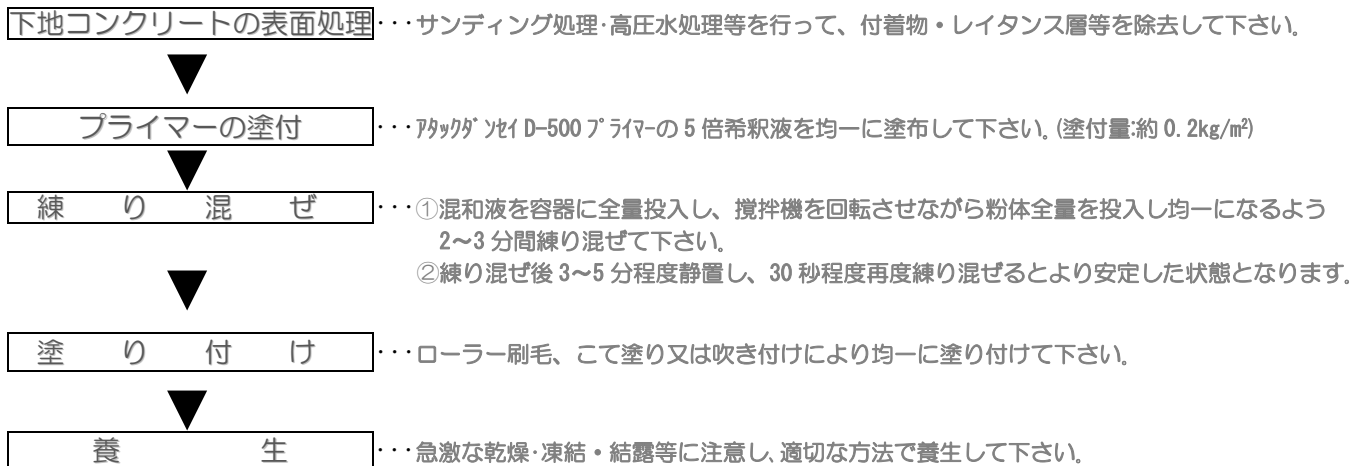 下地コンクリートの表面処理・・・サンディング処理･高圧水処理等を行って、付着物・レイタンス層等を除去して下さい。
プライマーの塗付・・・ｱﾀｯｸﾀﾞﾝｾｲ D-500 ﾌﾟﾗｲﾏｰの 5 倍希釈液を均一に塗布して下さい。(塗付量:約 0.2kg/m²)
練り混ぜ・・・①混和液を容器に全量投入し、撹拌機を回転させながら粉体全量を投入し均一になるよう
2～3 分間練り混ぜて下さい。
②練り混ぜ後 3～5 分程度静置し、30 秒程度再度練り混ぜるとより安定した状態となります。
塗り付け・・・ローラー刷毛、こて塗り又は吹き付けにより均一に塗り付けて下さい。
養生・・・急激な乾燥･凍結・結露等に注意し､適切な方法で養生して下さい。